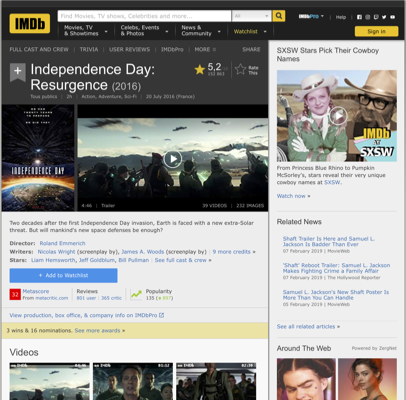 IMDb
Find Movies, TV shows, Celebrities and more...
All
IMDbPro
Help
Movies, TV
& Showtimes
Celebs, Events
& Photos
News &
Community
Watchlist
Sign in
FULL CAST AND CREW | TRIVIA | USER REVIEWS | IMDbPro | MORE
SHARE
Independence Day:
Resurgence (2016)
5,2
Rate
This
Tous publics | 2h | Action, Adventure, Sci-Fi | 20 July 2016 (France)
INDEPENDENCE DAY
4:46 | Trailer
39 VIDEOS | 232 IMAGES
Two decades after the first Independence Day invasion, Earth is faced with a new extra-Solar
threat. But will mankind's new space defenses be enough?
Director: Roland Emmerich
Writers: Nicolas Wright (screenplay by), James A. Woods (screenplay by) | 9 more credits »
Stars: Liam Hemsworth, Jeff Goldblum, Bill Pullman | See full cast & crew »
+ Add to Watchlist
32
Metascore
From metacritic.com
Reviews
801 user | 365 critic
Popularity
View production, box office, & company info on IMDbPro
3 wins & 16 nominations. See more awards »
Videos
SXSW Stars Pick Their Cowboy
Names
IMDb
AT
SXSW
From Princess Blue Rhino to Pumpkin
McSorley's, stars reveal their very unique
cowboy names at SXSW.
Watch now »
Related News
Shaft Trailer Is Here and Samuel L.
Jackson Is Badder Than Ever
07 February 2019 | MovieWeb
'Shaft' Reboot Trailer: Samuel L. Jackson
Makes Fighting Crime a Family Affair
07 February 2019 | The Hollywood Reporter
Samuel L. Jackson's New Shaft Poster Is
More Than You Can Handle
05 February 2019 | MovieWeb
See all related articles »
Around The Web
Powered by ZergNet